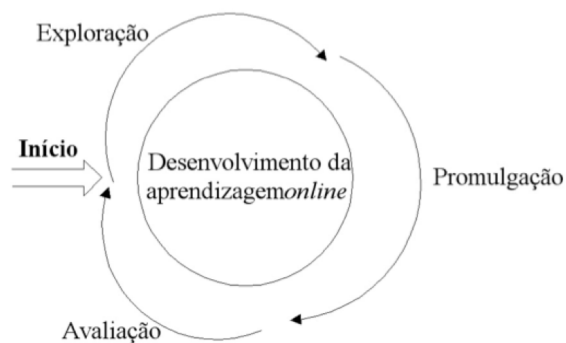 Exploração
Início
Desenvolvimento da
aprendizagemonline
Promulgação
Avaliação